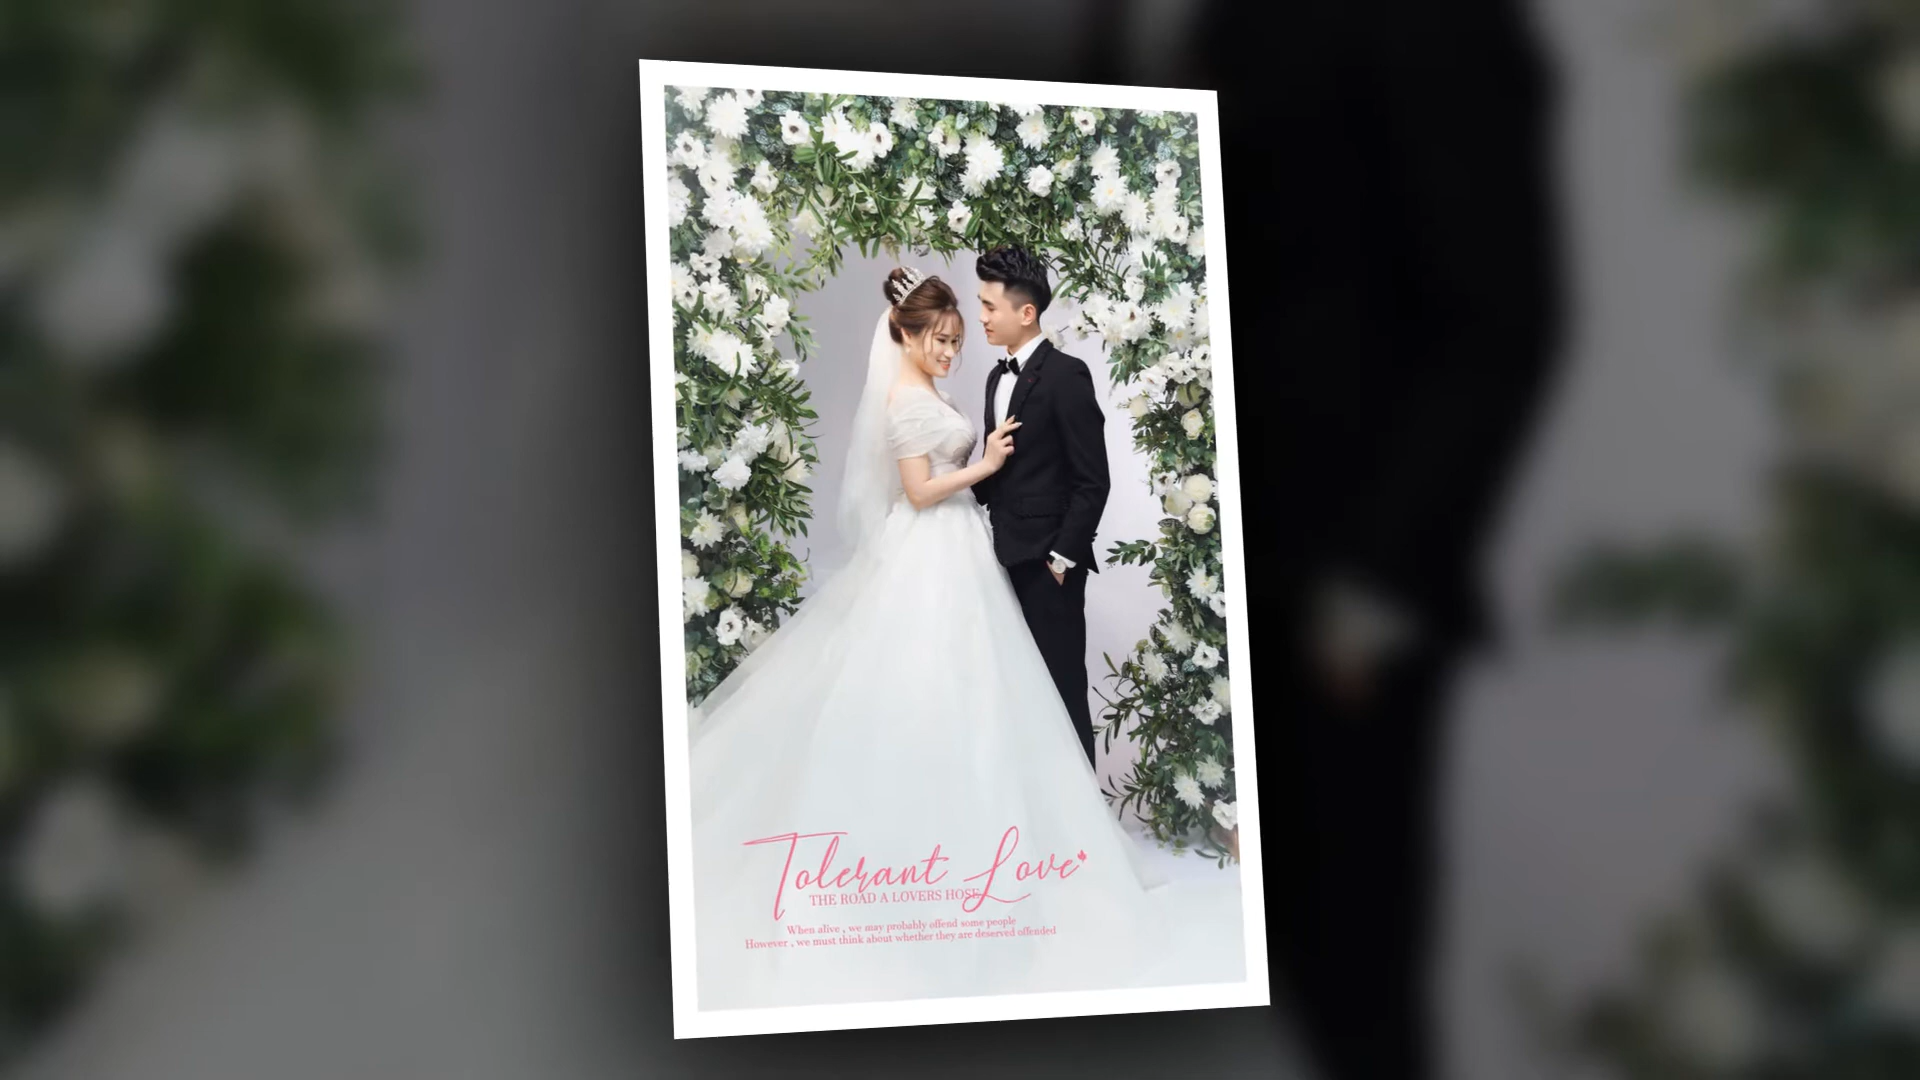 Tolerant Love
THE ROAD A LOVERS HOSE
When alive , we may probably offend some people
However , we must think about whether they are deserved offended